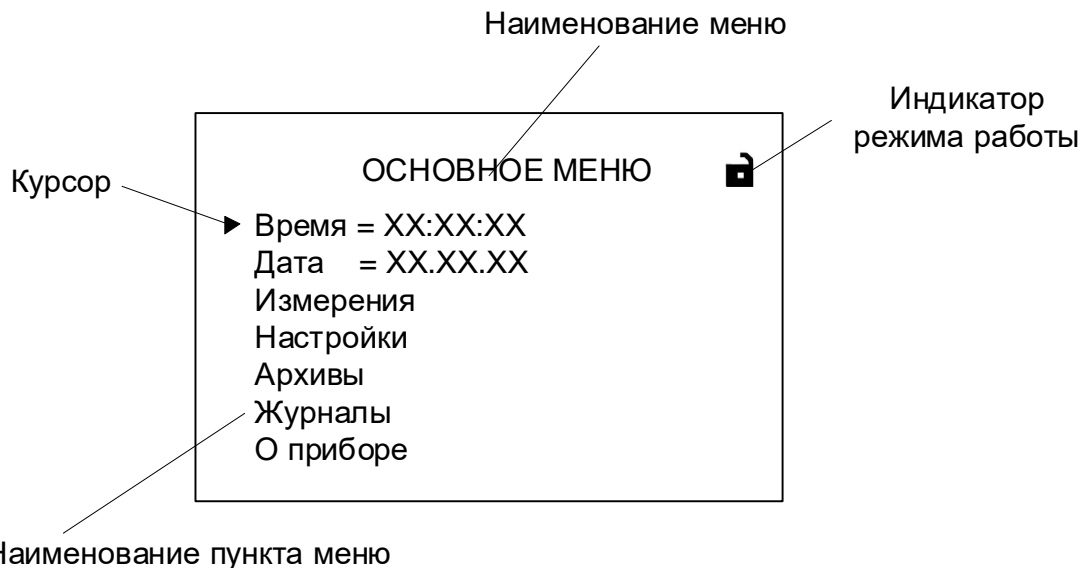 Наименование меню
Индикатор
режима работы
ОСНОВНОЕ МЕНЮ
Курсор
Время = XX:XX:XX
Дата = XX.XX.XX
Измерения
Настройки
Архивы
Журналы
О приборе
Наименование пункта меню